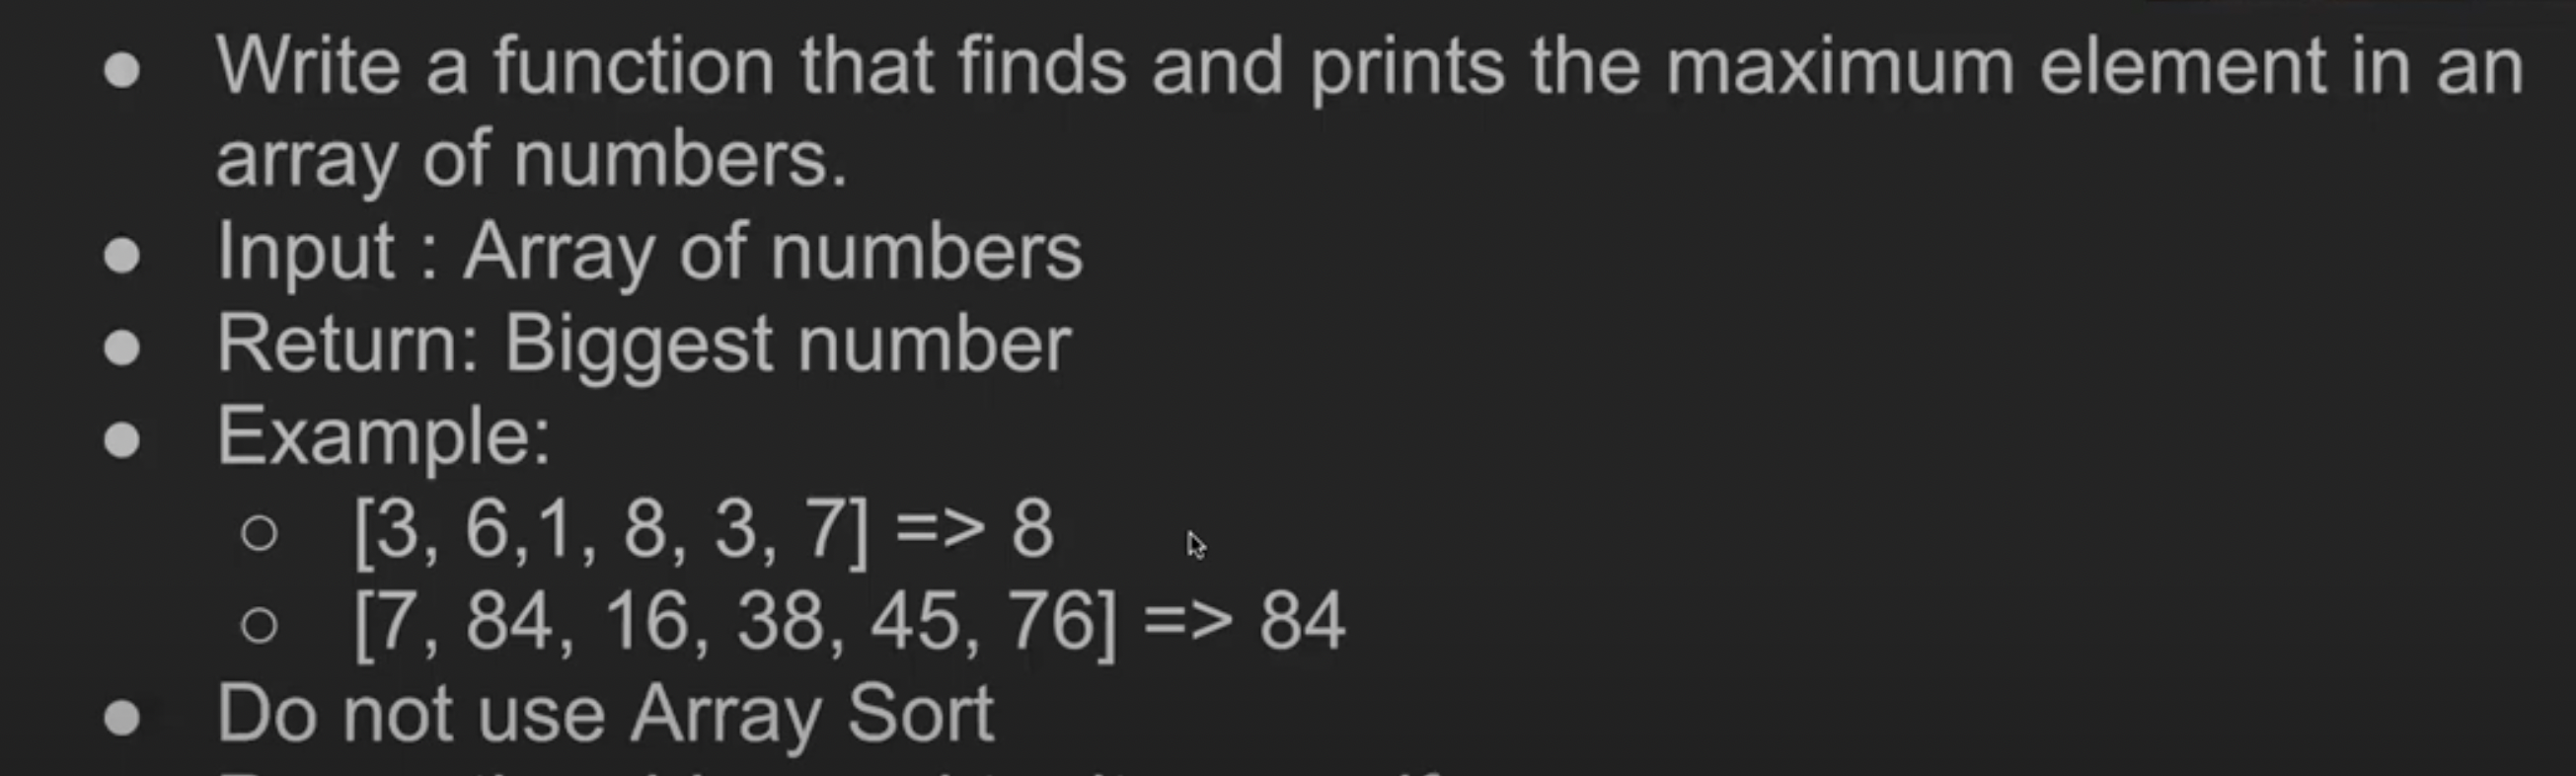 ● Write a function that finds and prints the maximum element in an
array of numbers.
● Input : Array of numbers
● Return: Biggest number
● Example:
○ [3, 6,1, 8, 3, 7] => 8
○ [7, 84, 16, 38, 45, 76] => 84
● Do not use Array Sort